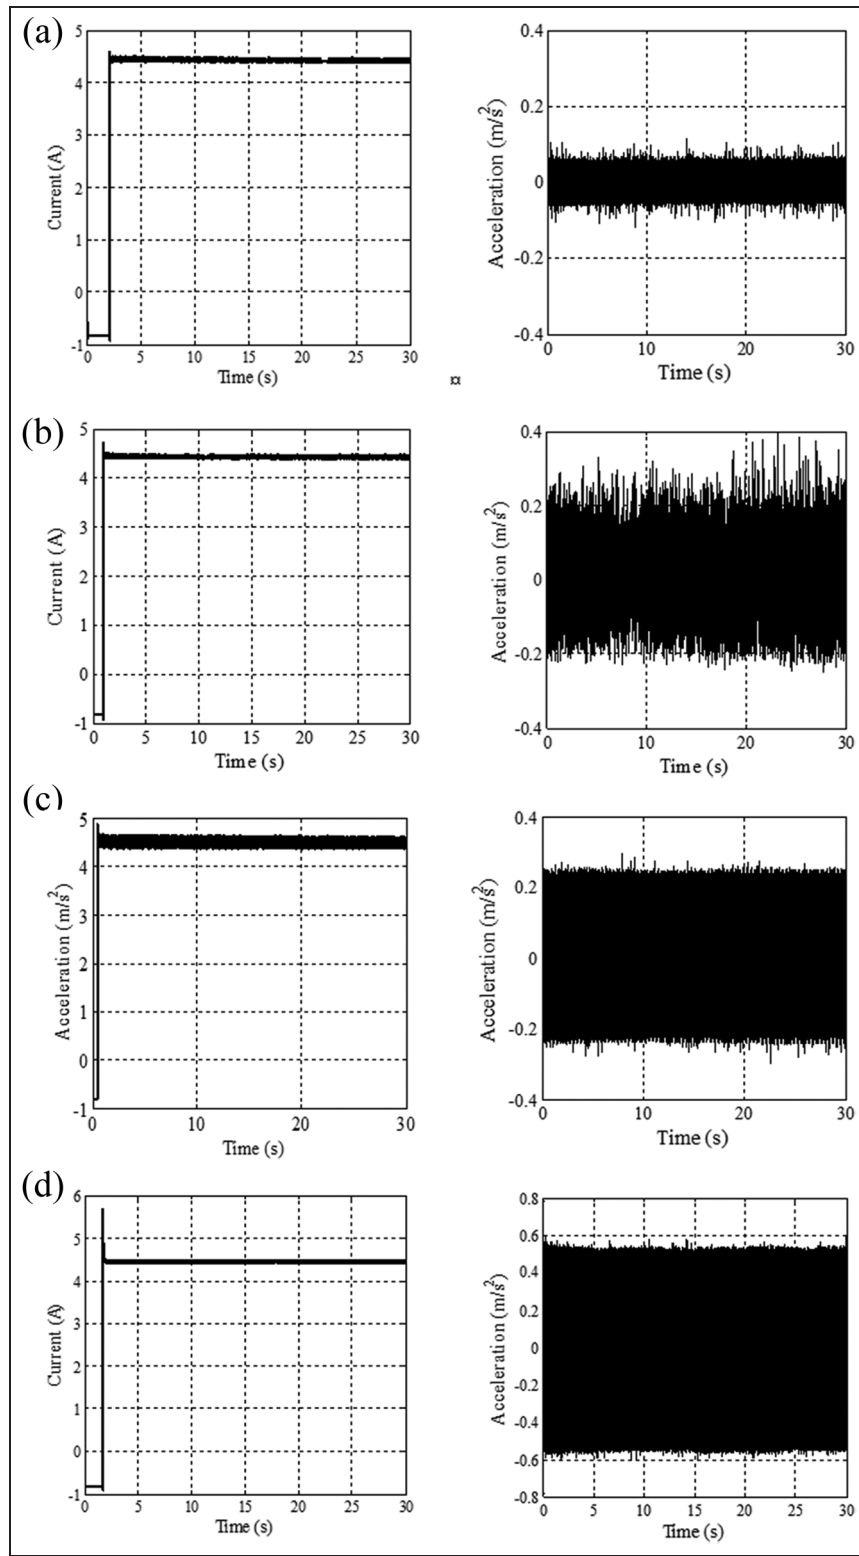 (a)
5
4
3
2
1
0
-1
Current (A)
0 5 10 15 20 25 30
Time (s)
0.4
0.2
0
-0.2
-0.4
Acceleration (m/s²)
0 10 20 30
Time (s)
¤
(b)
5
4
3
2
1
0
-1
Current (A)
0 5 10 15 20 25 30
Time (s)
0.4
0.2
0
-0.2
-0.4
Acceleration (m/s²)
0 10 20 30
Time (s)
(c)
5
4
3
2
1
0
-1
Acceleration (m/s²)
0 10 20 30
Time (s)
0.4
0.2
0
-0.2
-0.4
Acceleration (m/s²)
0 10 20 30
Time (s)
(d)
6
5
4
3
2
1
0
-1
Current (A)
0 5 10 15 20 25 30
Time (s)
0.8
0.6
0.4
0.2
0
-0.2
-0.4
-0.6
-0.8
Acceleration (m/s²)
0 5 10 15 20 25 30
Time (s)